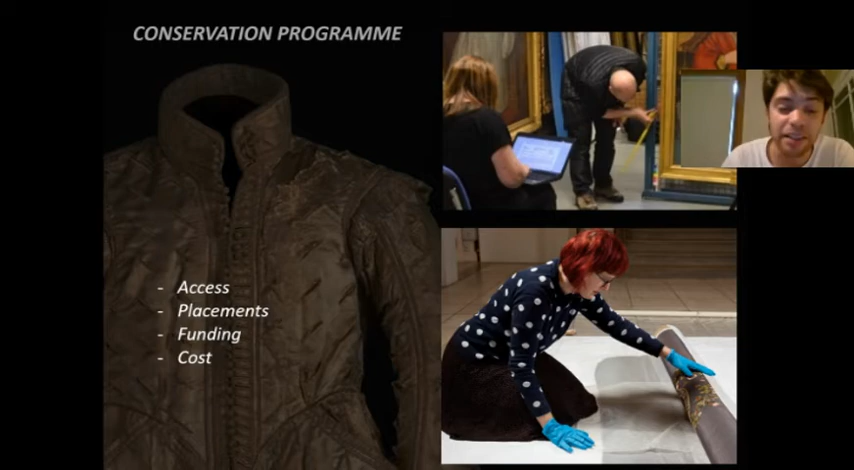 CONSERVATION PROGRAMME
- Access
- Placements
- Funding
- Cost